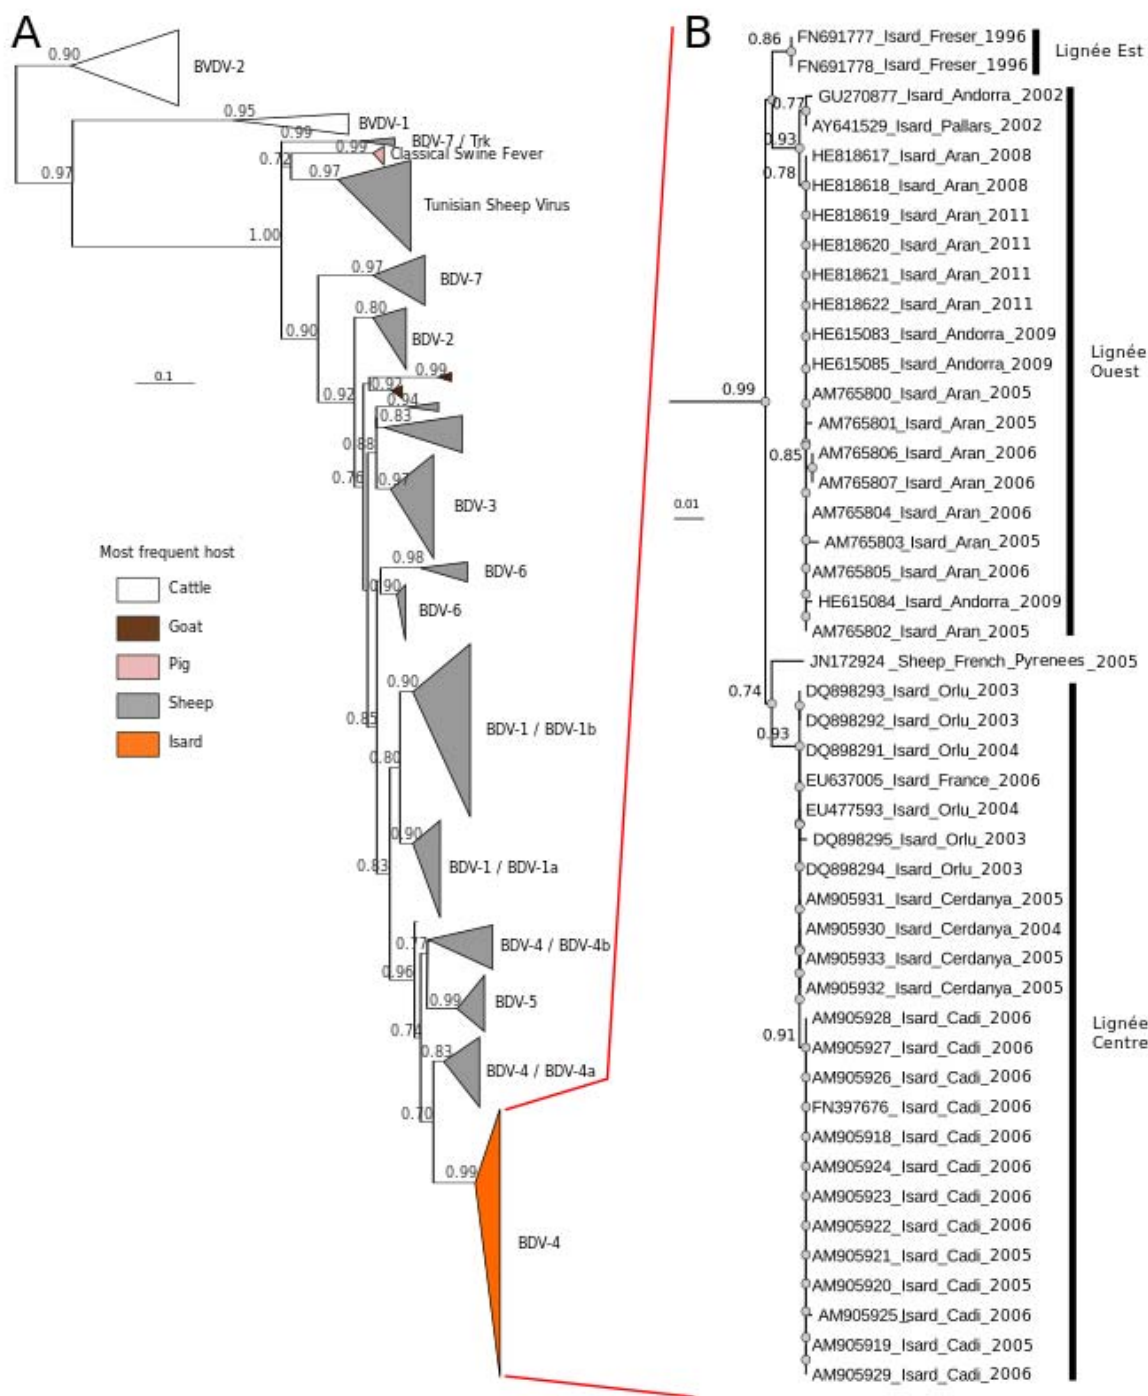 A
0.90
BVDV-2
0.95
BVDV-1
0.99
BDV-7 / Trk
0.99
Classical Swine Fever
0.72
0.97
0.97
Tunisian Sheep Virus
1.00
0.97
BDV-7
0.80
0.90
BDV-2
0.1
0.99
0.92
0.92
0.94
0.83
0.88
0.76
0.97
BDV-3
Most frequent host
Cattle
Goat
Pig
Sheep
Isard
0.98
BDV-6
0.90
BDV-6
0.90
0.85
BDV-1 / BDV-1b
0.80
0.90
0.83
BDV-1 / BDV-1a
0.77
BDV-4 / BDV-4b
0.96
0.99
BDV-5
0.74
0.83
BDV-4 / BDV-4a
0.70
0.99
BDV-4
B
0.86
FN691777_Isard_Freser_1996
FN691778_Isard_Freser_1996
Lignée Est
0.77
GU270877_Isard_Andorra_2002
AY641529_Isard_Pallars_2002
0.93
HE818617_Isard_Aran_2008
0.78
HE818618_Isard_Aran_2008
HE818619_Isard_Aran_2011
HE818620_Isard_Aran_2011
HE818621_Isard_Aran_2011
HE818622_Isard_Aran_2011
HE615083_Isard_Andorra_2009
HE615085_Isard_Andorra_2009
Lignée
Ouest
0.99
AM765800_Isard_Aran_2005
AM765801_Isard_Aran_2005
0.85
AM765806_Isard_Aran_2006
AM765807_Isard_Aran_2006
0.01
AM765804_Isard_Aran_2006
AM765803_Isard_Aran_2005
AM765805_Isard_Aran_2006
HE615084_Isard_Andorra_2009
AM765802_Isard_Aran_2005
JN172924_Sheep_French_Pyrenees_2005
0.74
DQ898293_Isard_Orlu_2003
DQ898292_Isard_Orlu_2003
0.93
DQ898291_Isard_Orlu_2004
EU637005_Isard_France_2006
EU477593_Isard_Orlu_2004
DQ898295_Isard_Orlu_2003
DQ898294_Isard_Orlu_2003
AM905931_Isard_Cerdanya_2005
AM905930_Isard_Cerdanya_2004
AM905933_Isard_Cerdanya_2005
AM905932_Isard_Cerdanya_2005
AM905928_Isard_Cadi_2006
Lignée
Centre
0.91
AM905927_Isard_Cadi_2006
AM905926_Isard_Cadi_2006
FN397676_Isard_Cadi_2006
AM905918_Isard_Cadi_2006
AM905924_Isard_Cadi_2006
AM905923_Isard_Cadi_2006
AM905922_Isard_Cadi_2006
AM905921_Isard_Cadi_2005
AM905920_Isard_Cadi_2005
AM905925_Isard_Cadi_2006
AM905919_Isard_Cadi_2005
AM905929_Isard_Cadi_2006